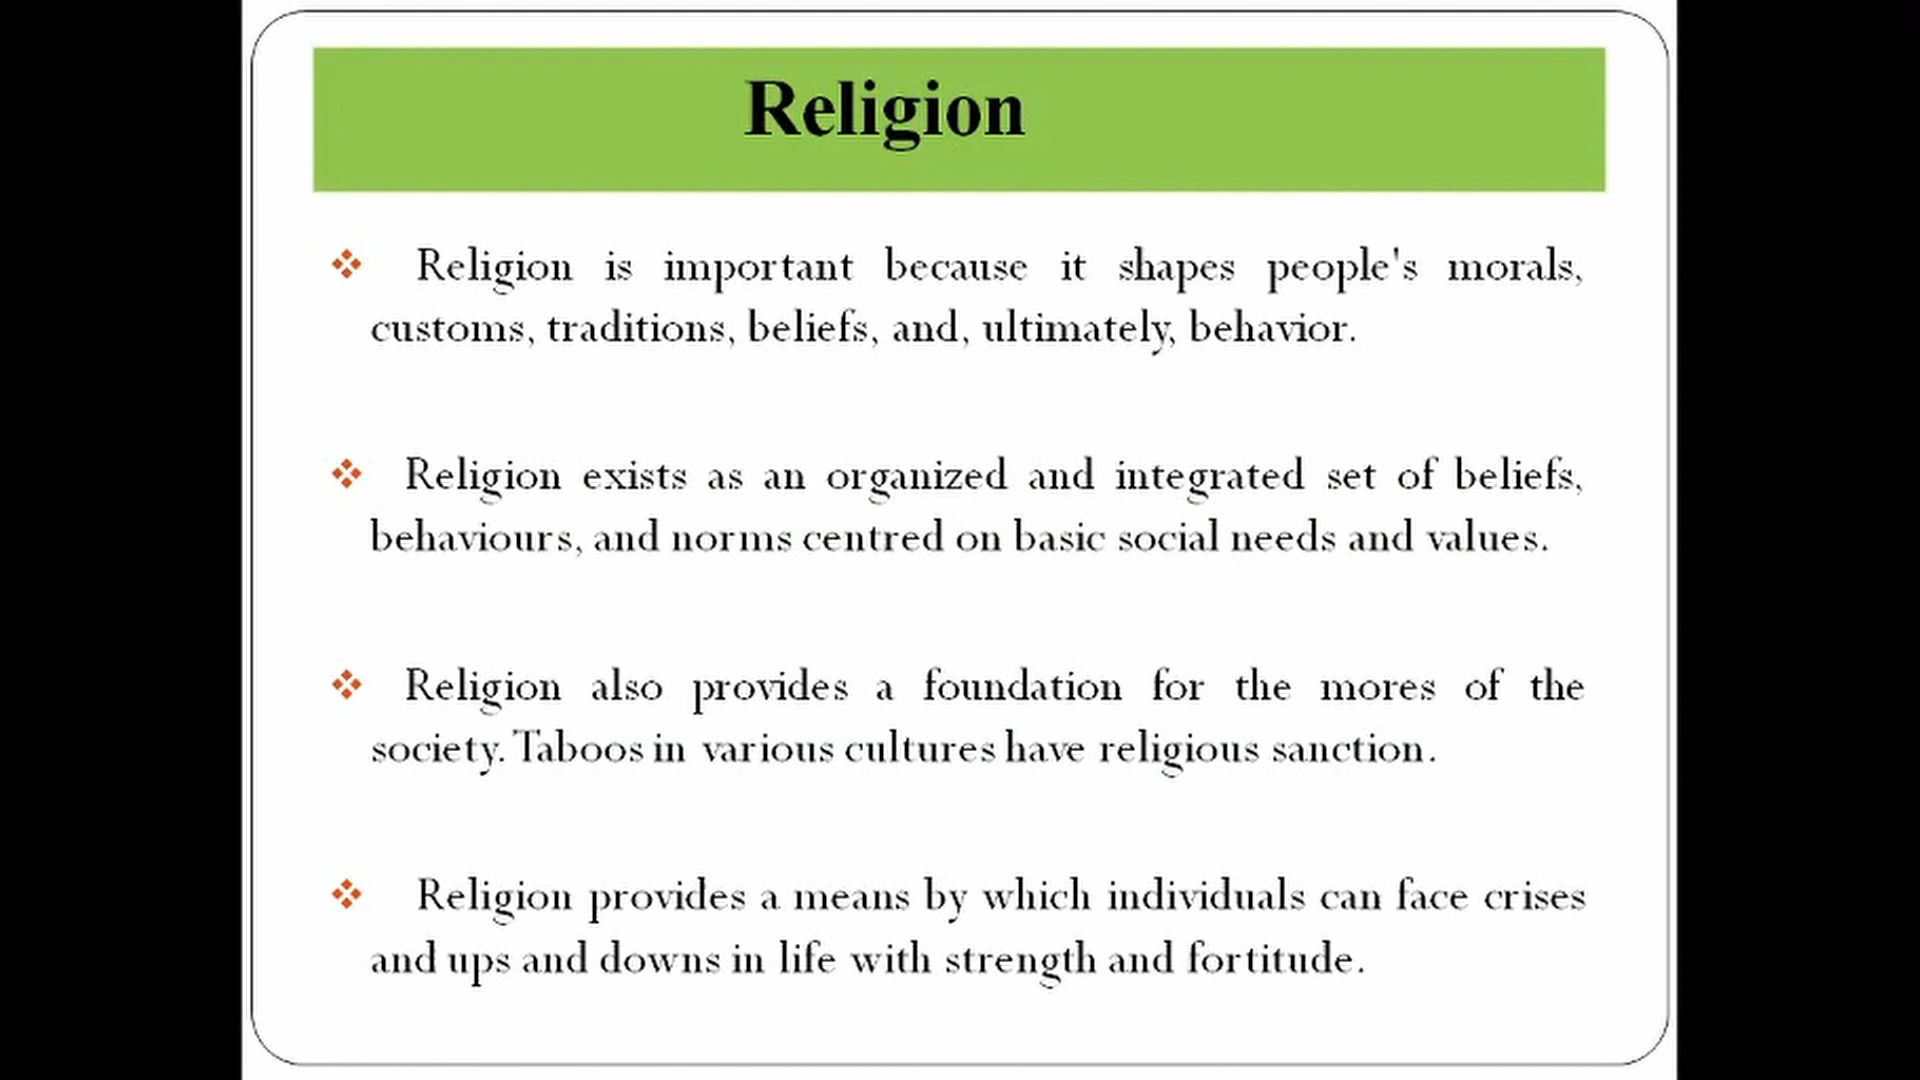 Religion
Religion is important because it shapes people's morals,
customs, traditions, beliefs, and, ultimately, behavior.
Religion exists as an organized and integrated set of beliefs,
behaviours, and norms centred on basic social needs and values.
Religion also provides a foundation for the mores of the
society. Taboos in various cultures have religious sanction.
Religion provides a means by which individuals can face crises
and ups and downs in life with strength and fortitude.